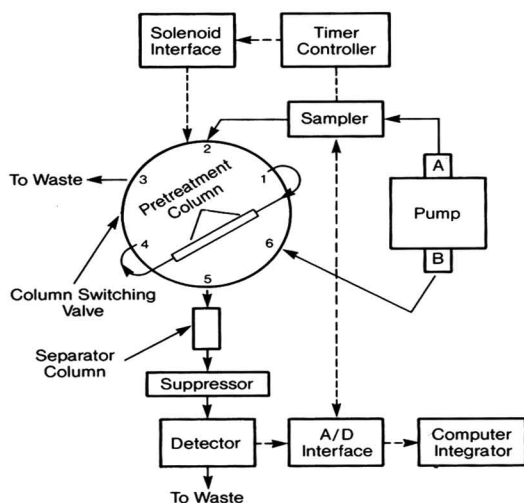 Solenoid
Interface
Timer
Controller
Sampler
2
3
1
To Waste
Pretreatment
Column
A
Pump
B
4
6
5
Column Switching
Valve
Separator
Column
Suppressor
Detector
A/D
Interface
Computer
Integrator
To Waste